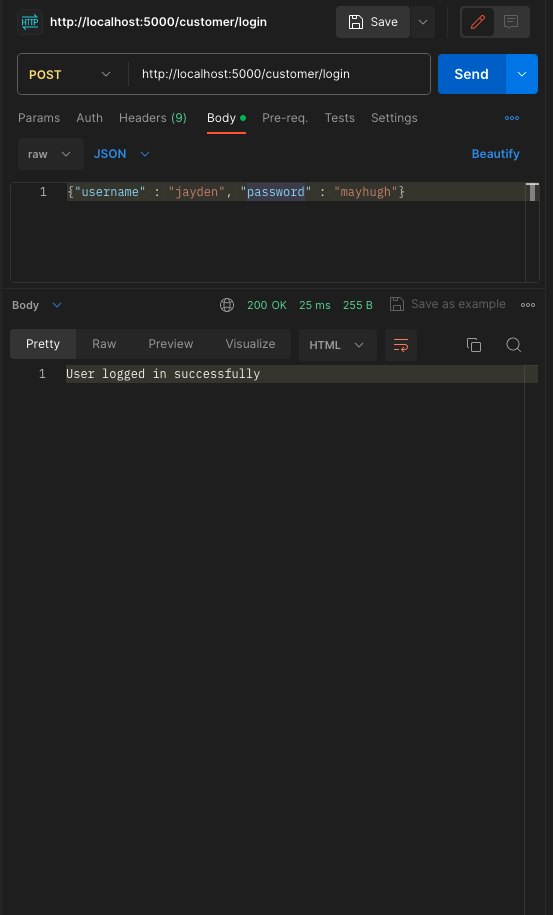 HTTP http://localhost:5000/customer/login Save
POST http://localhost:5000/customer/login Send
Params Auth Headers (9) Body Pre-req. Tests Settings
raw JSON Beautify
1 {"username" : "jayden", "password" : "mayhugh"}
Body 200 OK 25 ms 255 B Save as example
Pretty Raw Preview Visualize HTML
1 User logged in successfully